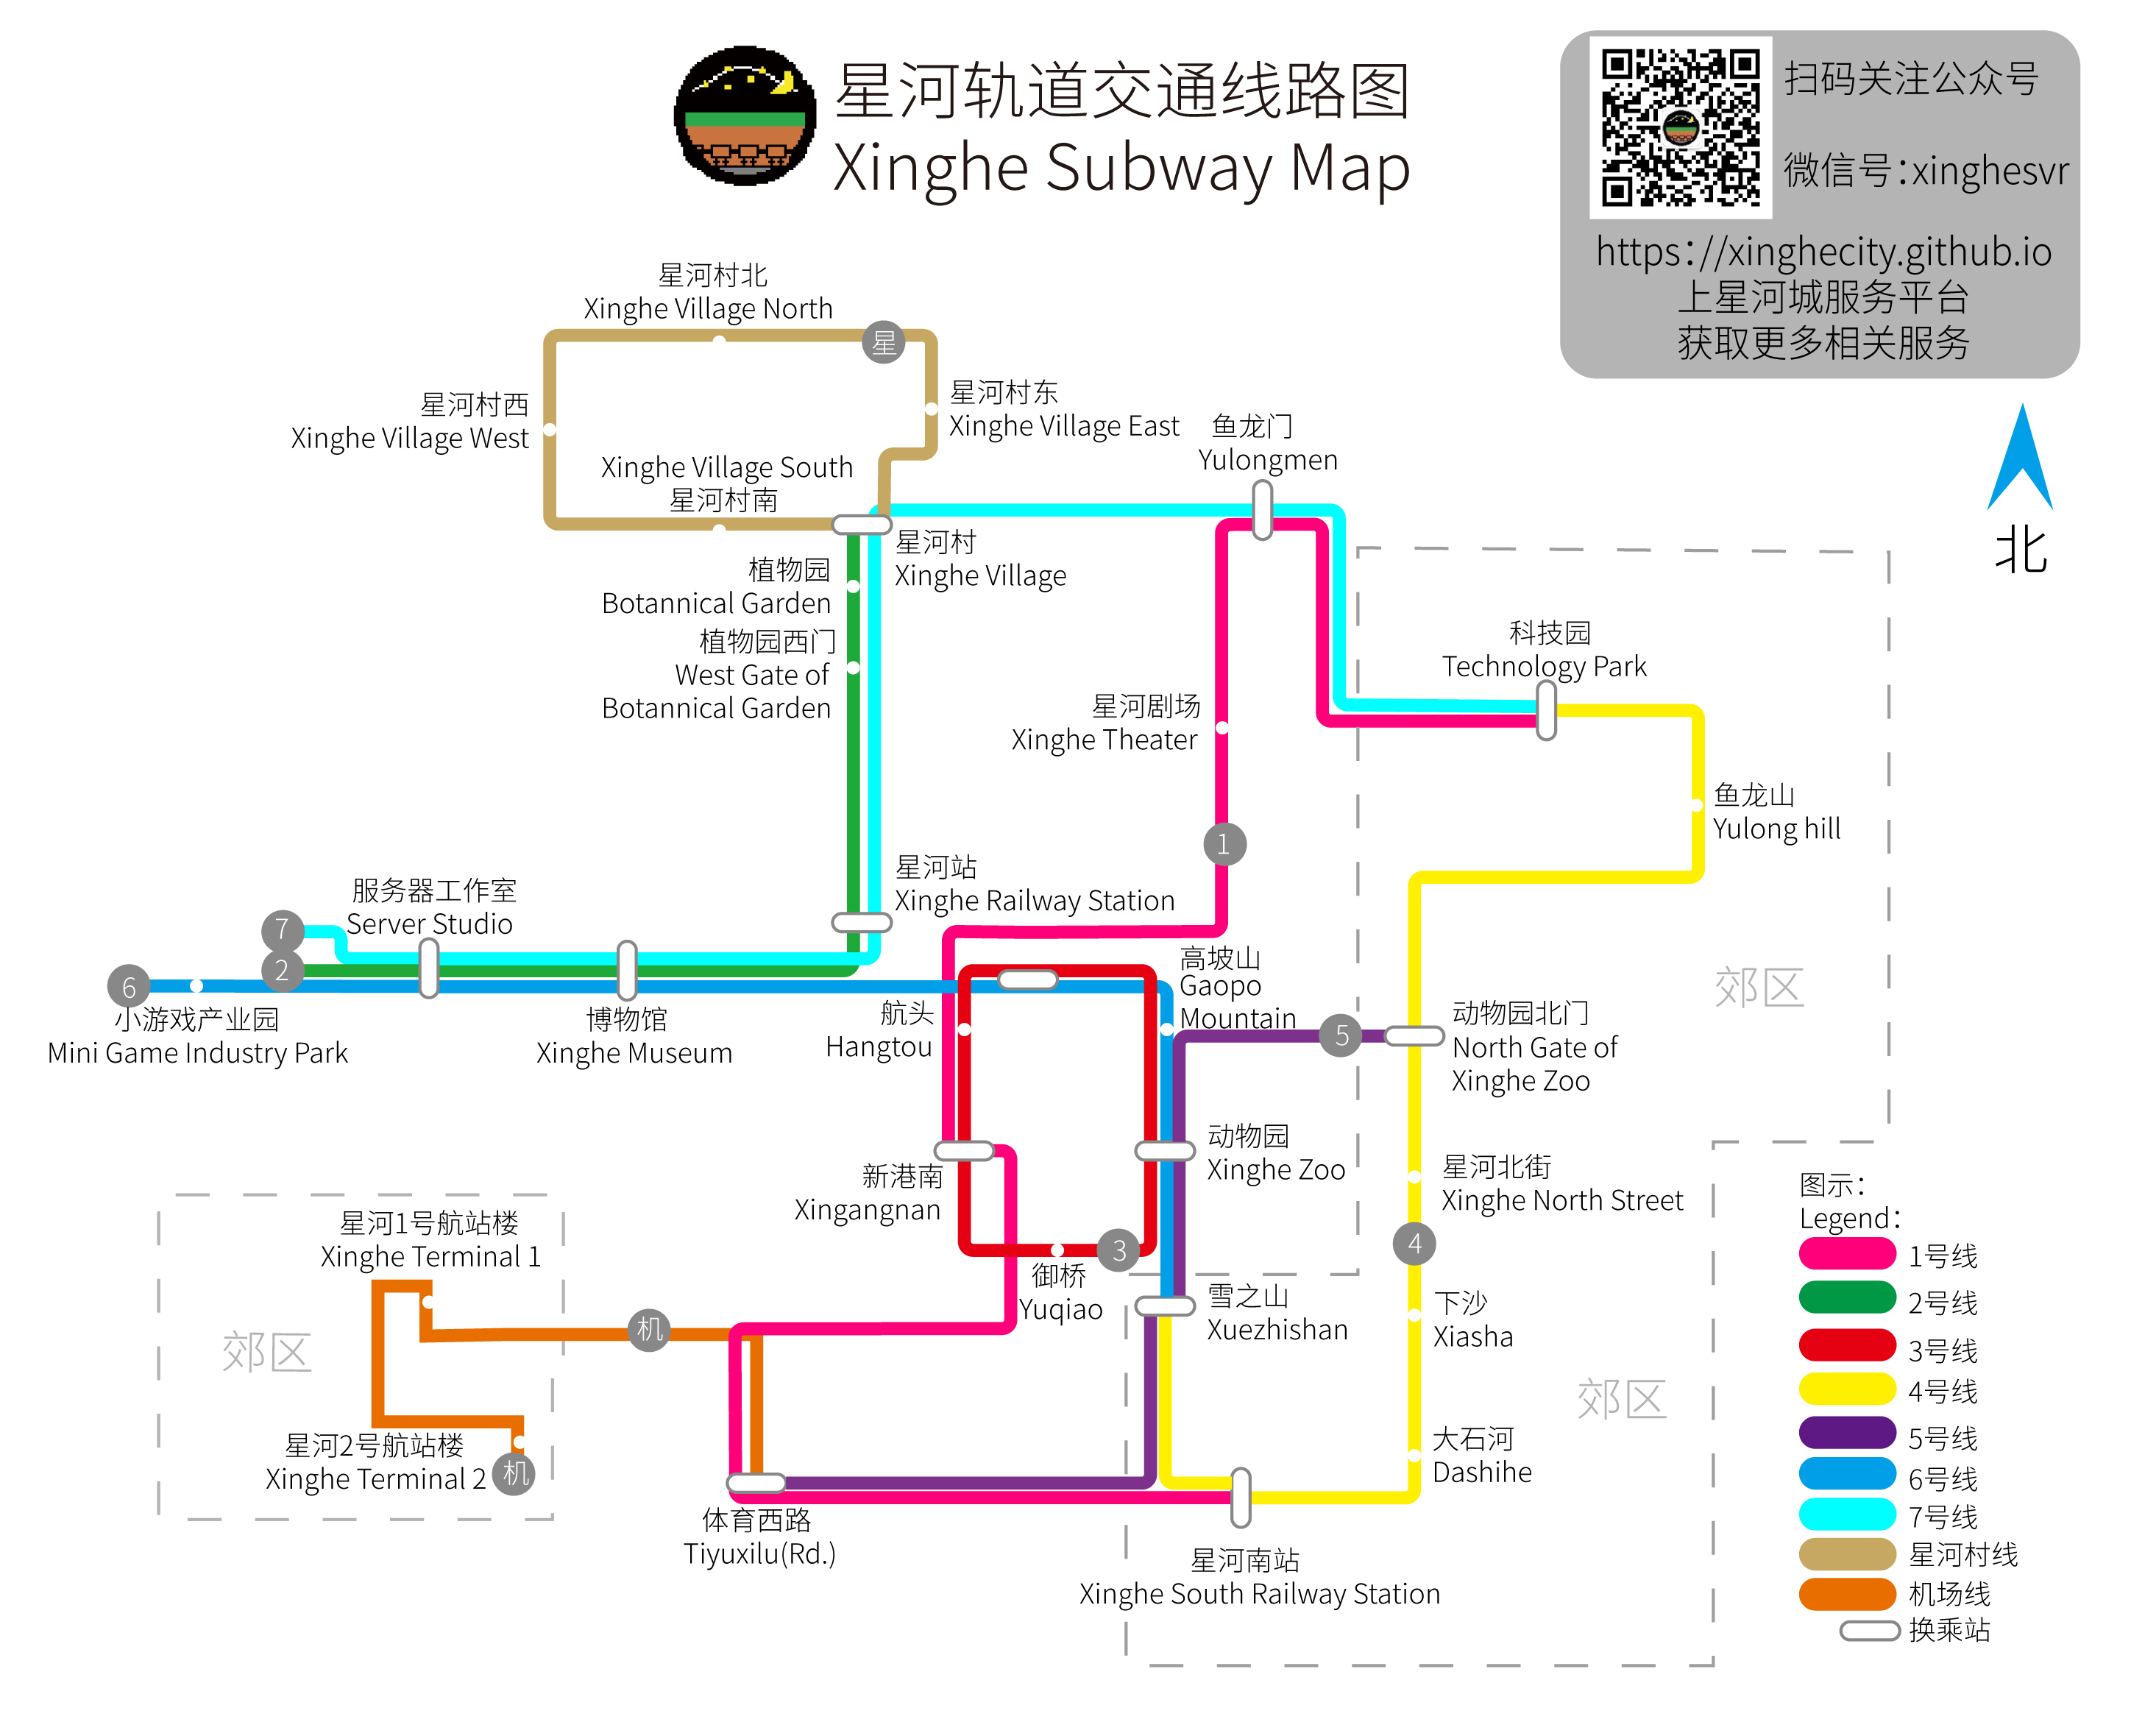 星河轨道交通线路图
Xinghe Subway Map
扫码关注公众号
微信号：xinghesvr
https：//xinghecity.github.io
上星河城服务平台
获取更多相关服务
北
星河村北
Xinghe Village North
星
星河村西
Xinghe Village West
星河村东
Xinghe Village East
Xinghe Village South
星河村南
鱼龙门
Yulongmen
星河村
Xinghe Village
植物园
Botannical Garden
植物园西门
West Gate of
Botannical Garden
科技园
Technology Park
星河剧场
Xinghe Theater
鱼龙山
Yulong hill
1
星河站
Xinghe Railway Station
服务器工作室
Server Studio
7
2
6
小游戏产业园
Mini Game Industry Park
博物馆
Xinghe Museum
航头
Hangtou
高坡山
Gaopo
Mountain
5
动物园北门
North Gate of
Xinghe Zoo
郊区
新港南
Xingangnan
动物园
Xinghe Zoo
星河北街
Xinghe North Street
3
4
御桥
Yuqiao
雪之山
Xuezhishan
下沙
Xiasha
星河1号航站楼
Xinghe Terminal 1
郊区
机
星河2号航站楼
Xinghe Terminal 2
机
郊区
大石河
Dashihe
体育西路
Tiyuxilu(Rd.)
星河南站
Xinghe South Railway Station
图示：
Legend：
1号线
2号线
3号线
4号线
5号线
6号线
7号线
星河村线
机场线
换乘站